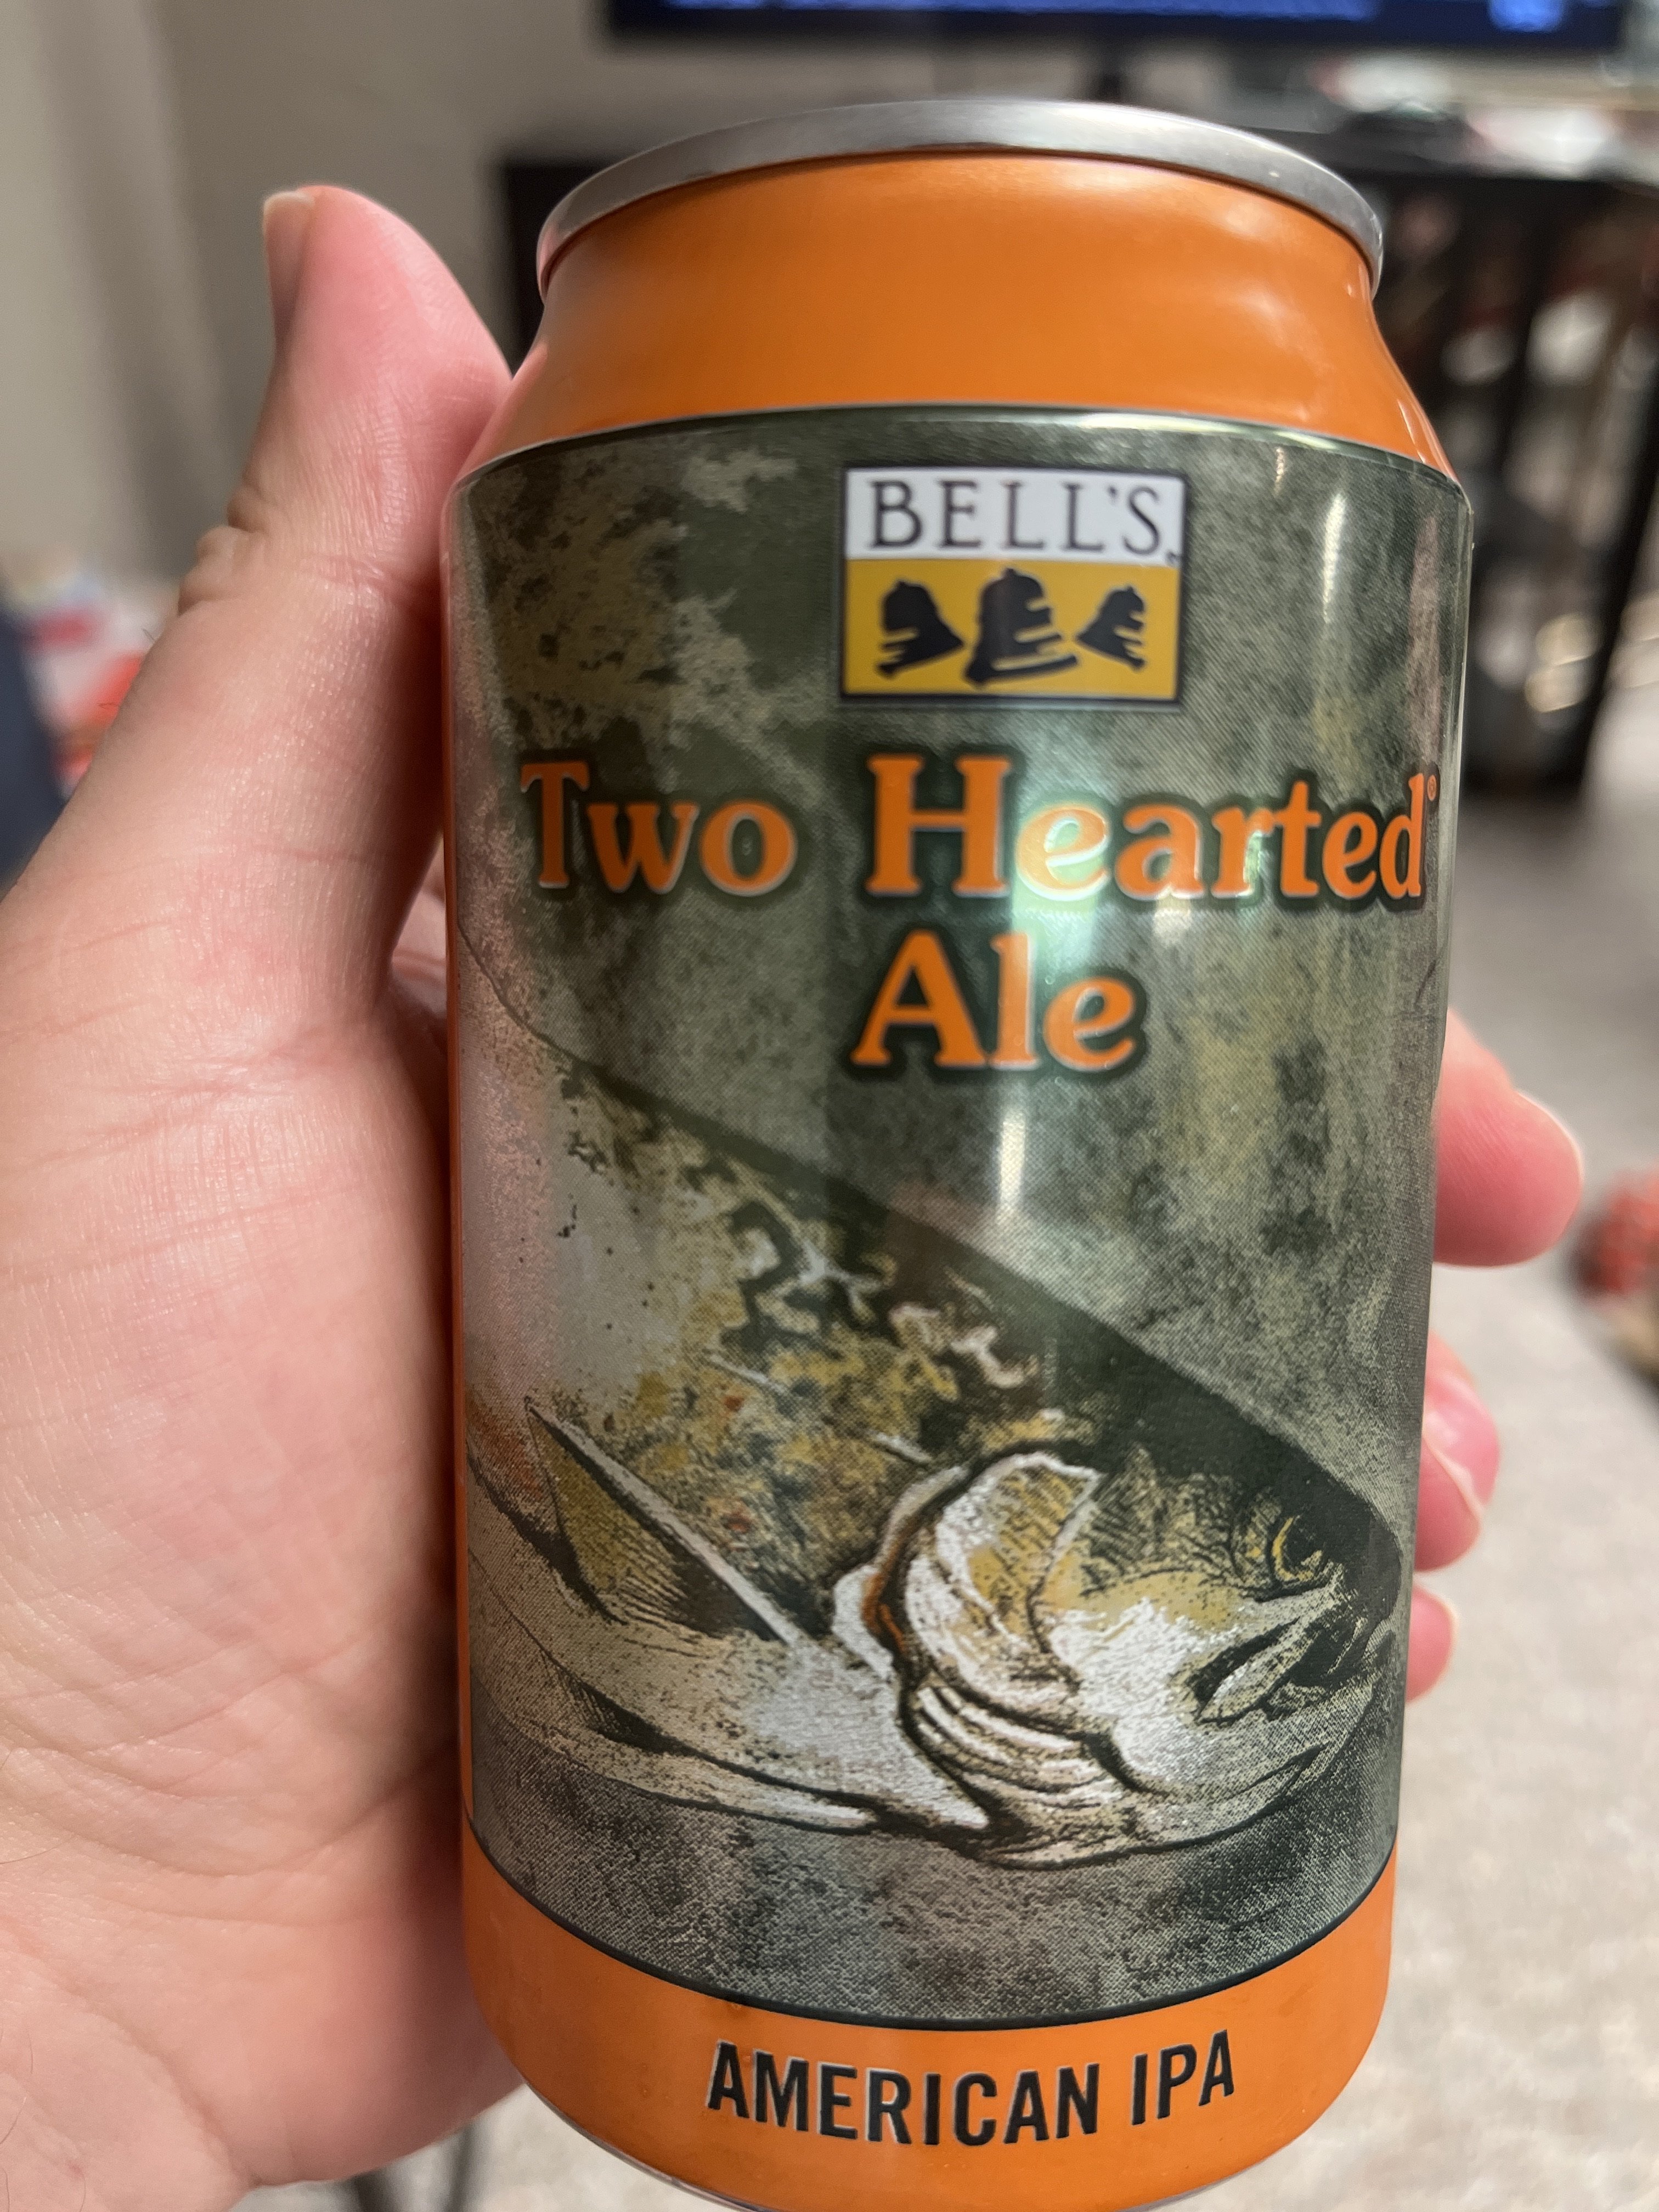 BELL'S
Two Hearted®
Ale
AMERICAN IPA